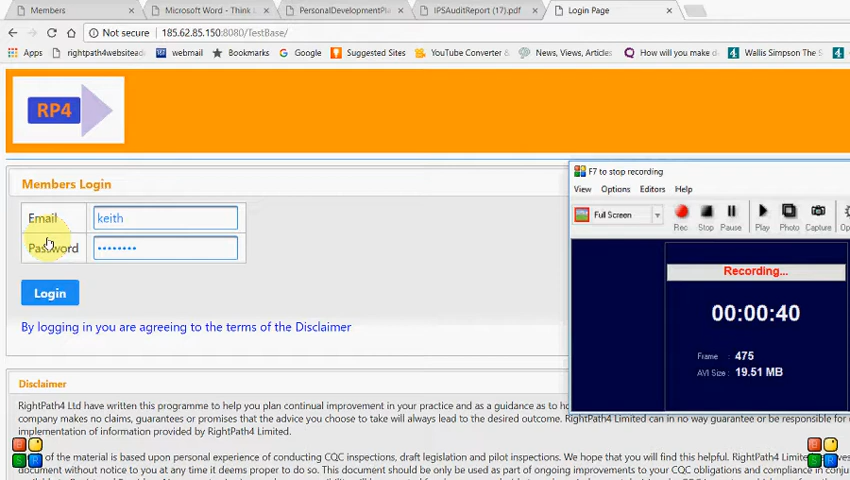 Members
Microsoft Word - Think L
PersonalDevelopmentPla
IPSAuditReport (17).pdf
Login Page
Not secure 185.62.85.150:8080/TestBase/
Apps rightpath4websitead webmail Bookmarks Google Suggested Sites YouTube Converter & News, Views, Articles How will you make d Wallis Simpson The S
RP4
Members Login
Email keith
Password ••••••••
Login
By logging in you are agreeing to the terms of the Disclaimer
F7 to stop recording
View Options Editors Help
Full Screen
Rec Stop Pause Play Photo Capture Op
Recording...
00:00:40
Frame : 475
AVI Size : 19.51 MB
Disclaimer
RightPath4 Ltd have written this programme to help you plan continual improvement in your practice and as a guidance as to ho
company makes no claims, guarantees or promises that the advice you choose to take will always lead to the desired outcome. RightPath4 Limited can in no way guarantee or be responsible for
implementation of information provided by RightPath4 Limited.
of the material is based upon personal experience of conducting CQC inspections, draft legislation and pilot inspections. We hope that you will find this helpful. RightPath4 Limite
document without notice to you at any time it deems proper to do so. This document should be only used as part of ongoing improvements to your CQC obligations and compliance in conju
B S R
B S R